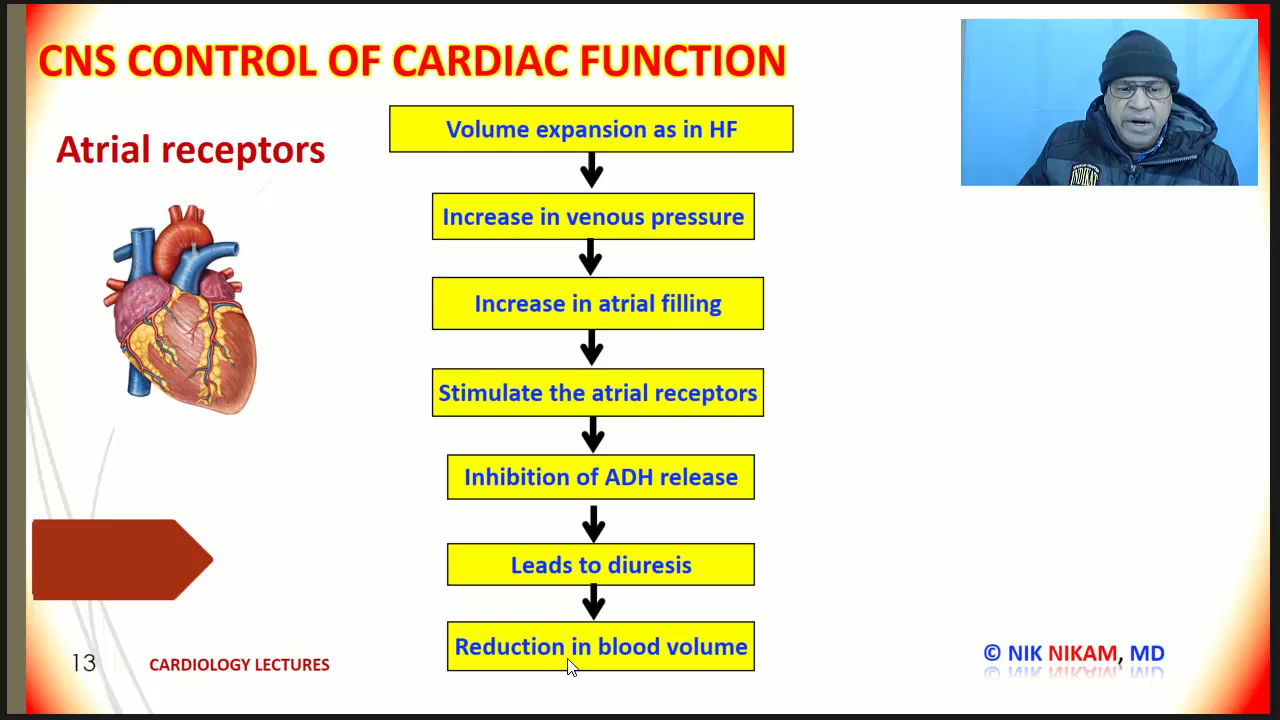 CNS CONTROL OF CARDIAC FUNCTION
Atrial receptors
Volume expansion as in HF
Increase in venous pressure
Increase in atrial filling
Stimulate the atrial receptors
Inhibition of ADH release
Leads to diuresis
Reduction in blood volume
13
CARDIOLOGY LECTURES
© NIK NIKAM, MD